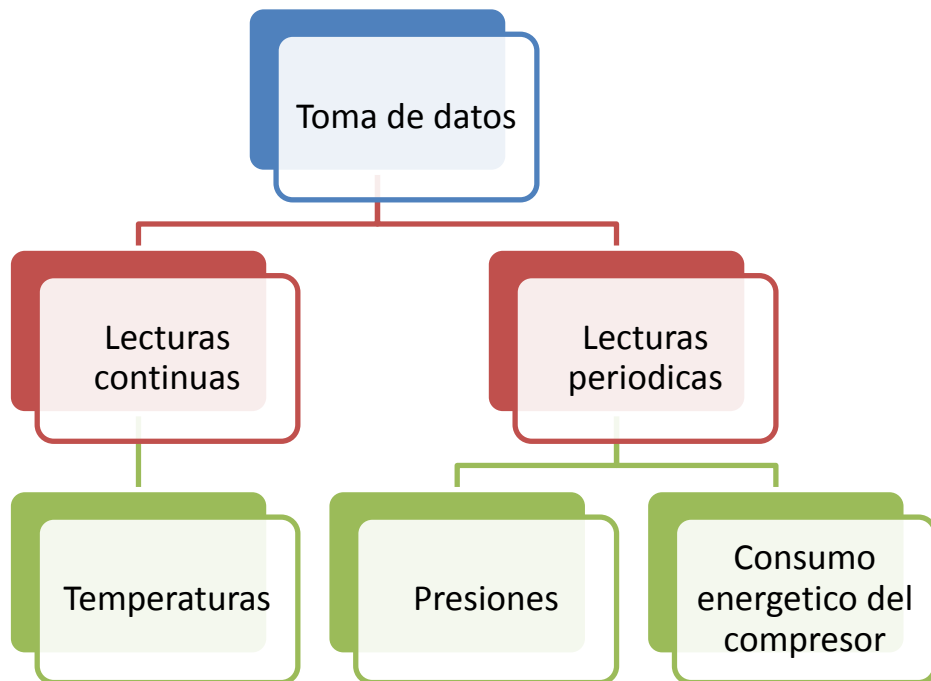 Toma de datos
Lecturas
continuas
Lecturas
periodicas
Temperaturas
Presiones
Consumo
energetico del
compresor